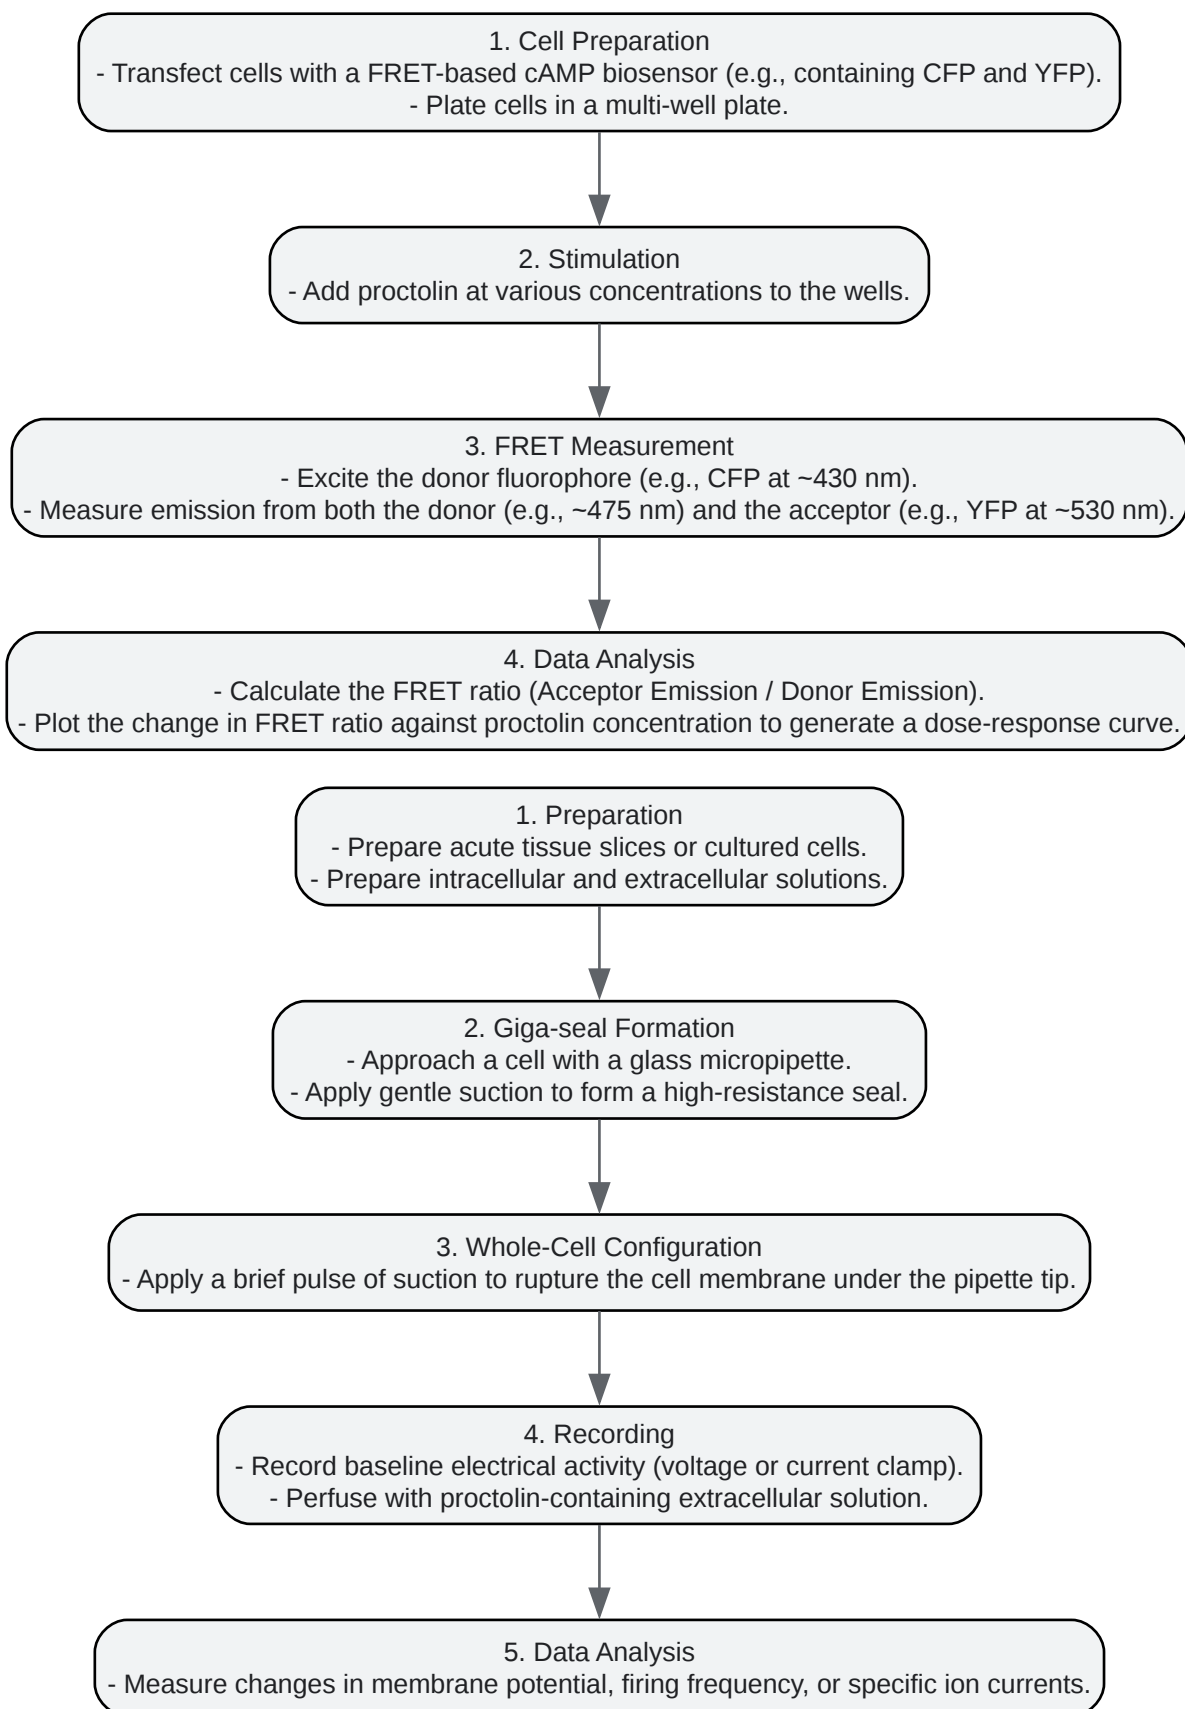 1. Cell Preparation
- Transfect cells with a FRET-based cAMP biosensor (e.g., containing CFP and YFP).
- Plate cells in a multi-well plate.
2. Stimulation
- Add proctolin at various concentrations to the wells.
3. FRET Measurement
- Excite the donor fluorophore (e.g., CFP at ~430 nm).
- Measure emission from both the donor (e.g., ~475 nm) and the acceptor (e.g., YFP at ~530 nm).
4. Data Analysis
- Calculate the FRET ratio (Acceptor Emission / Donor Emission).
- Plot the change in FRET ratio against proctolin concentration to generate a dose-response curve.
1. Preparation
- Prepare acute tissue slices or cultured cells.
- Prepare intracellular and extracellular solutions.
2. Giga-seal Formation
- Approach a cell with a glass micropipette.
- Apply gentle suction to form a high-resistance seal.
3. Whole-Cell Configuration
- Apply a brief pulse of suction to rupture the cell membrane under the pipette tip.
4. Recording
- Record baseline electrical activity (voltage or current clamp).
- Perfuse with proctolin-containing extracellular solution.
5. Data Analysis
- Measure changes in membrane potential, firing frequency, or specific ion currents.